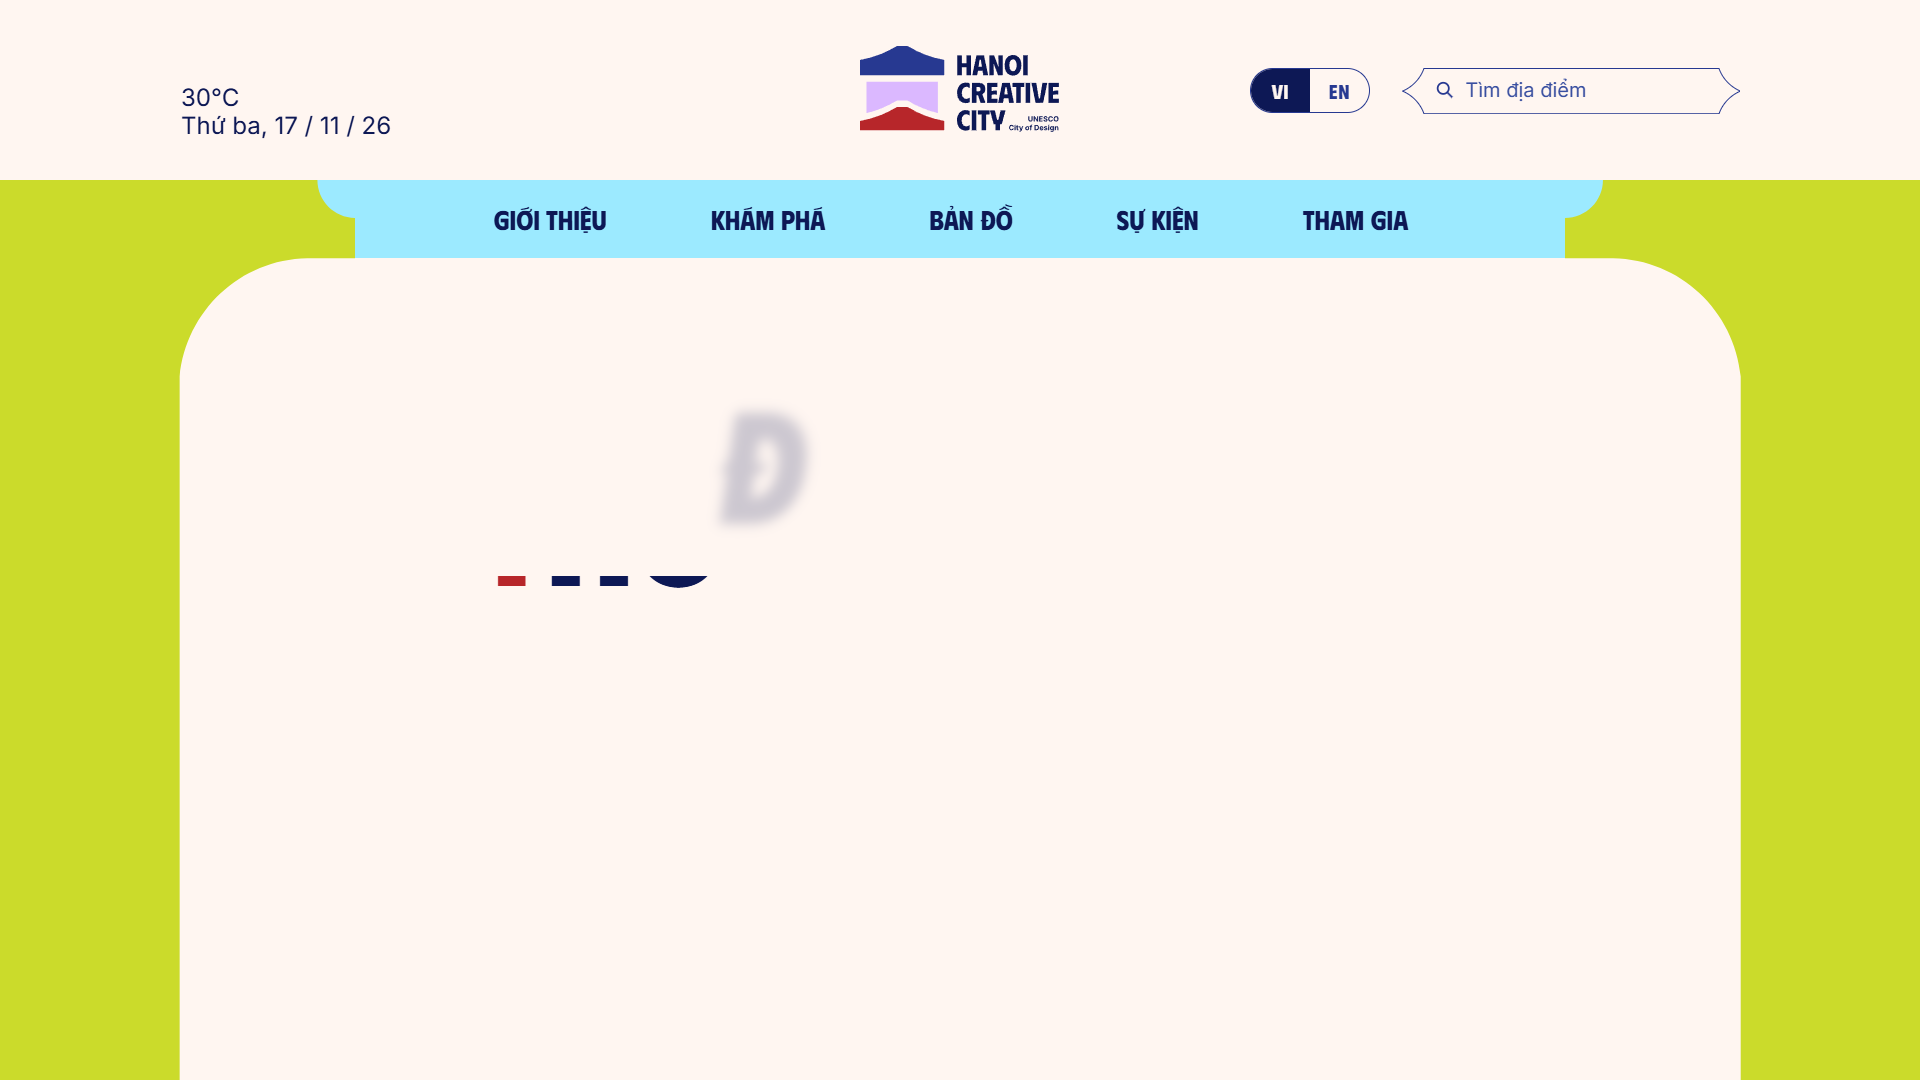 30°C
Thứ ba, 17 / 11 / 26
HANOI
CREATIVE
CITY
UNESCO
City of Design
VI
EN
Tìm địa điểm
GIỚI THIỆU
KHÁM PHÁ
BẢN ĐỒ
SỰ KIỆN
THAM GIA
Đ